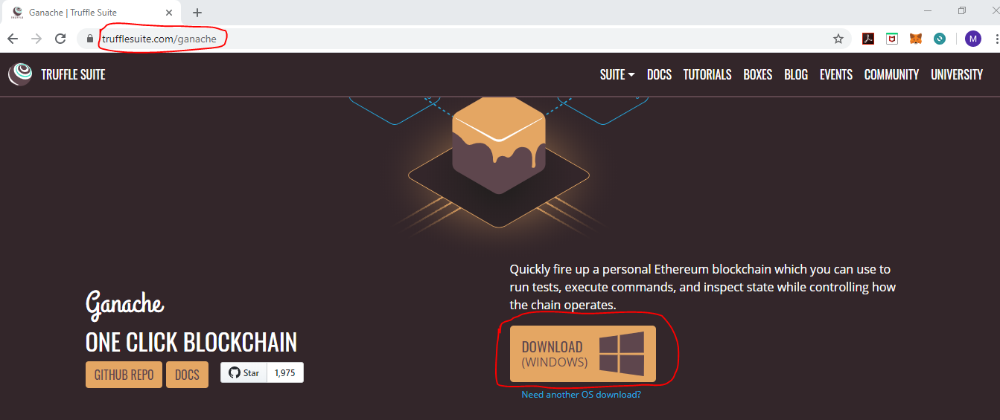 Ganache | Truffle Suite
trufflesuite.com/ganache
M
TRUFFLE SUITE
SUITE DOCS TUTORIALS BOXES BLOG EVENTS COMMUNITY UNIVERSITY
Quickly fire up a personal Ethereum blockchain which you can use to
run tests, execute commands, and inspect state while controlling how
the chain operates.
Ganache
ONE CLICK BLOCKCHAIN
GITHUB REPO DOCS Star 1,975
DOWNLOAD
(WINDOWS)
Need another OS download?